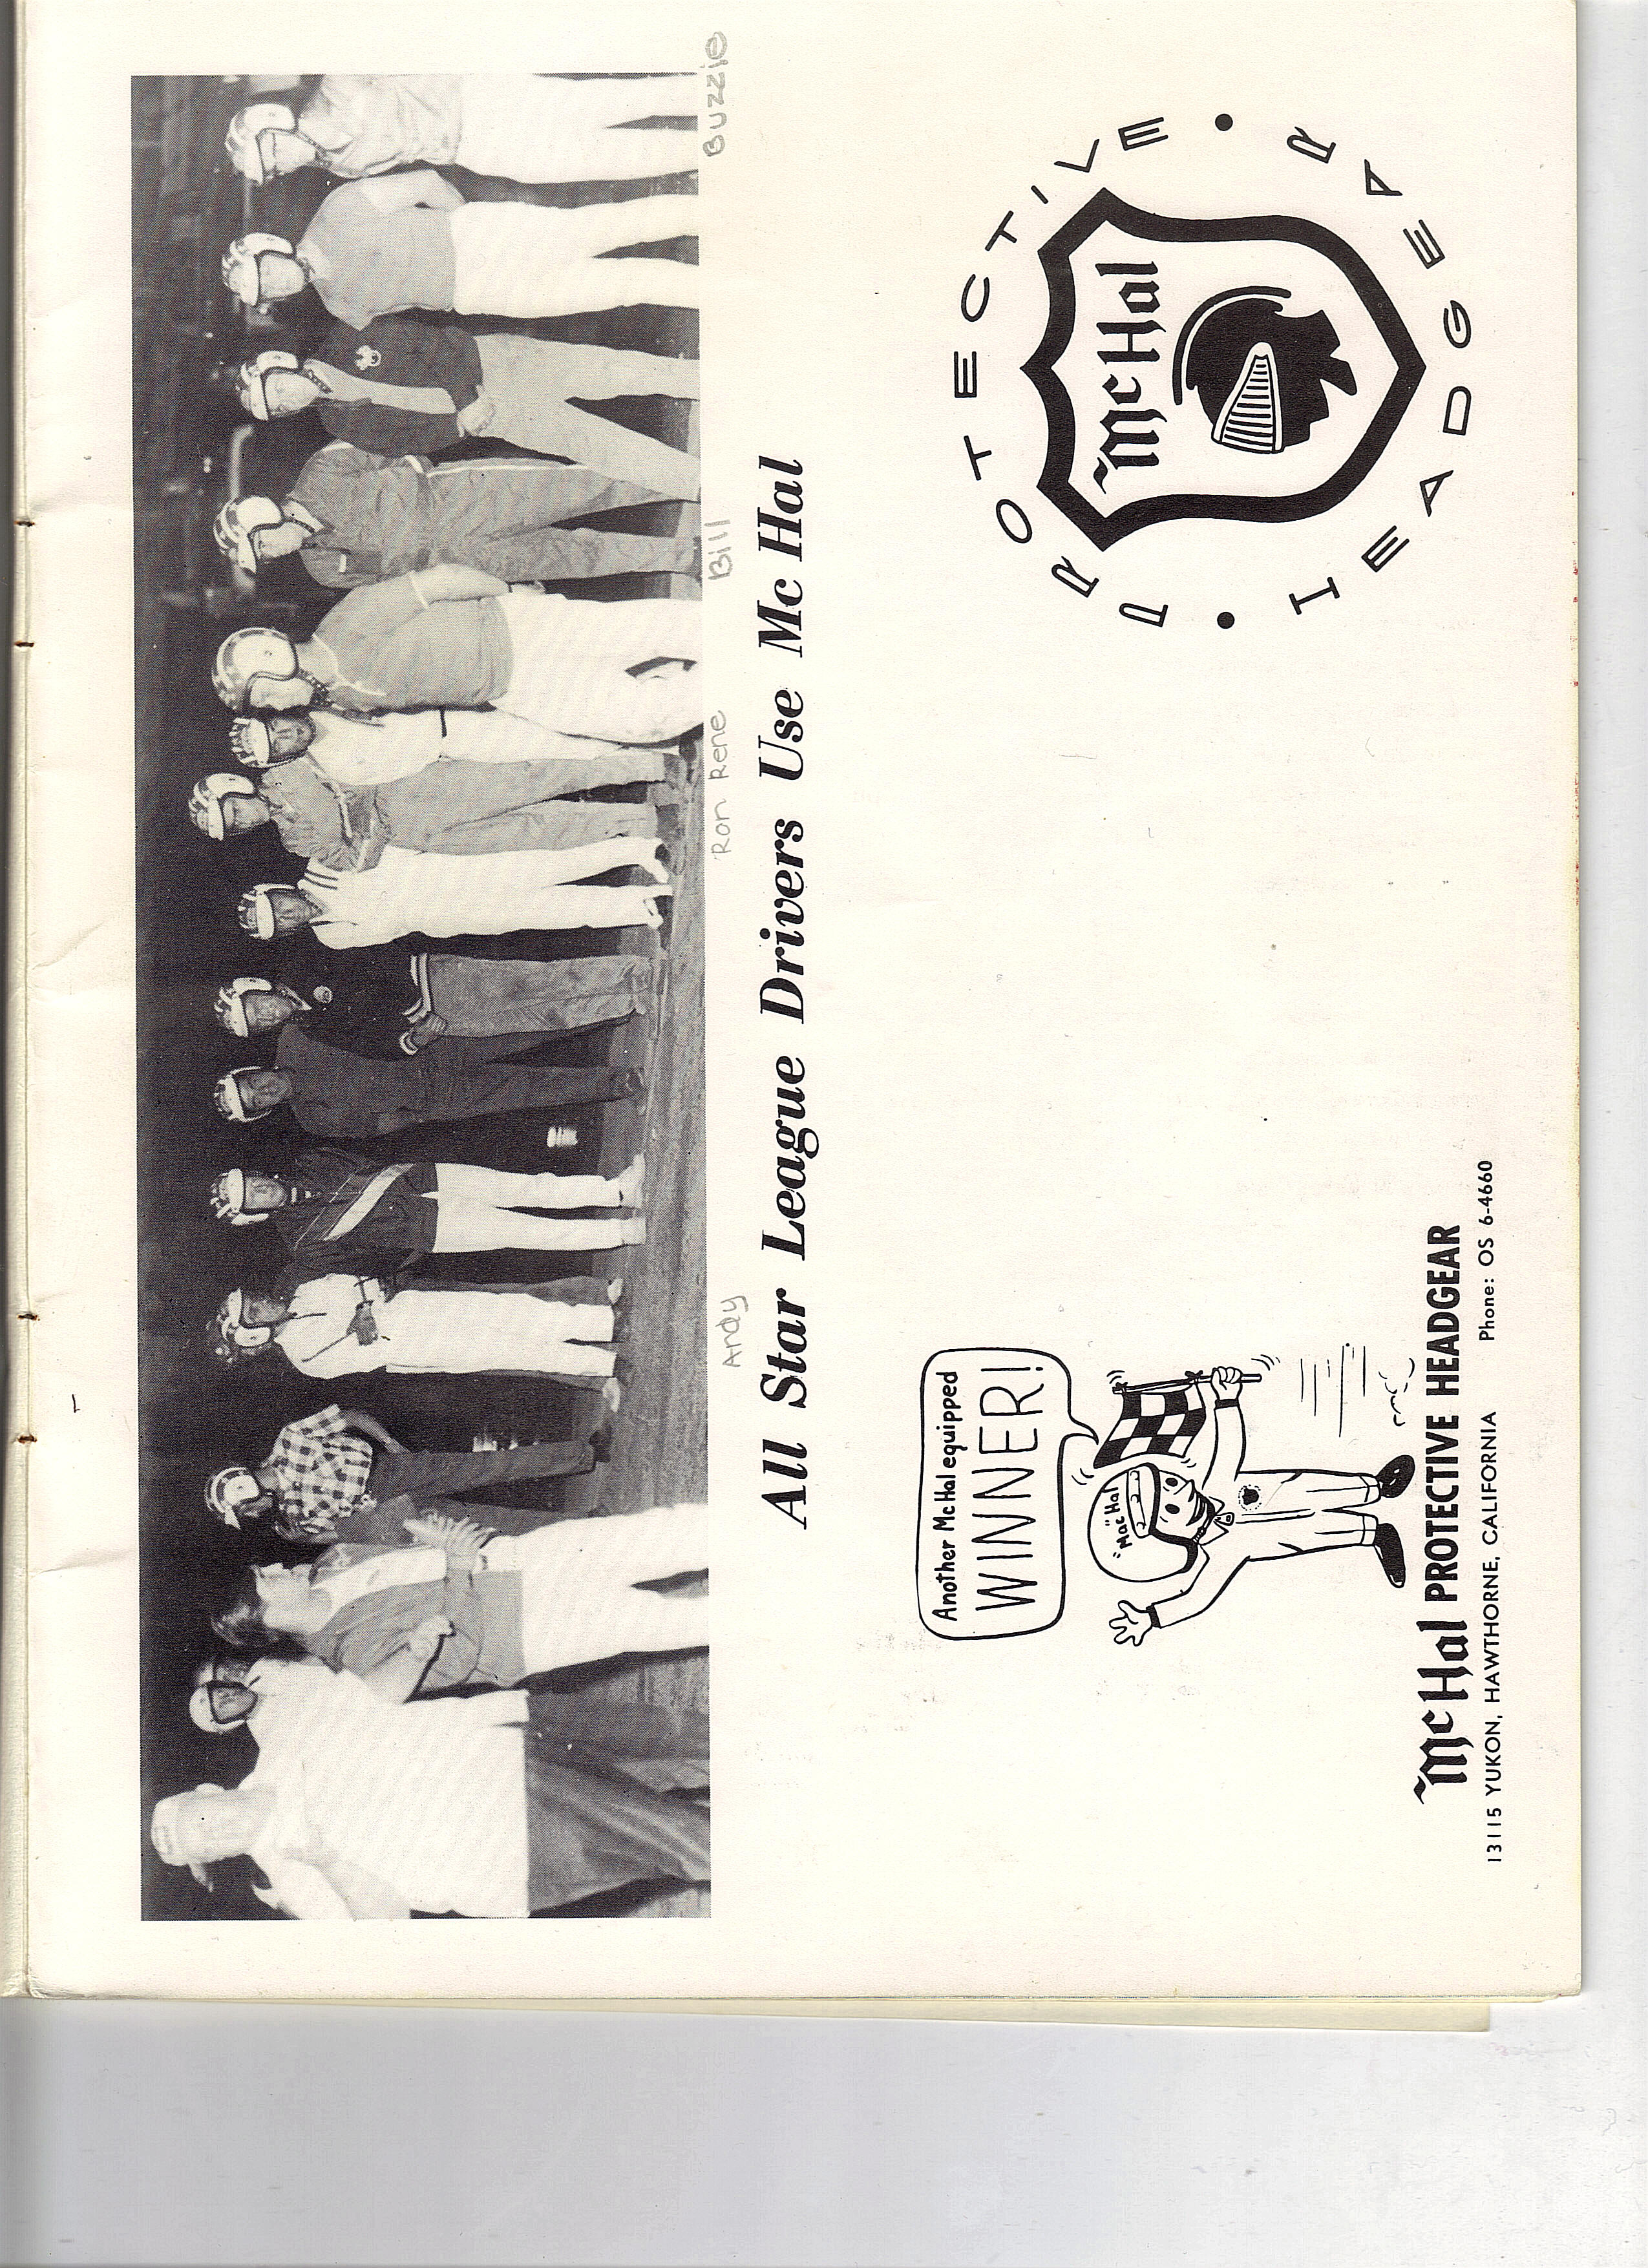 Andy Ron Rene Bill Buzzie
All Star League Drivers Use Mc Hal
Another McHal equipped
WINNER!
"Mac" Hal
PROTECTIVE • HEADGEAR •
McHal
McHal PROTECTIVE HEADGEAR
13115 YUKON, HAWTHORNE, CALIFORNIA Phone: OS 6-4660